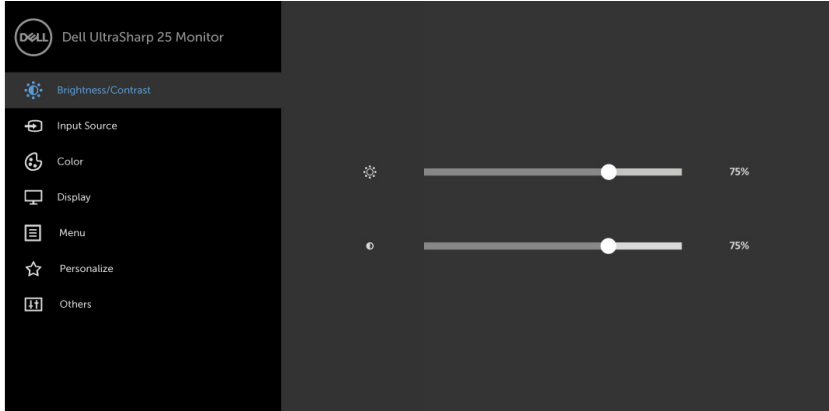 DELL
Dell UltraSharp 25 Monitor
Brightness/Contrast
Input Source
Color
75%
Display
Menu
75%
Personalize
Others